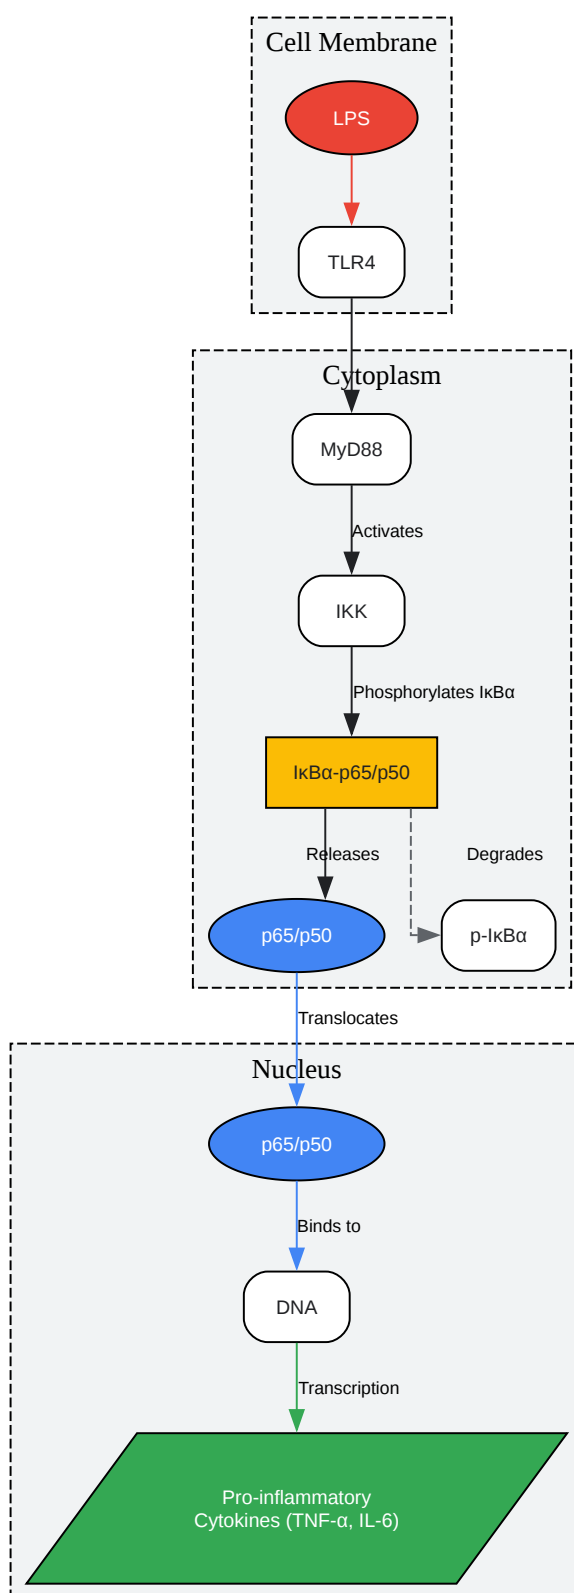 Cell Membrane
LPS
TLR4
Cytoplasm
MyD88
Activates
IKK
Phosphorylates IκBα
IκBα-p65/p50
Releases
Degrades
p65/p50
p-IκBα
Translocates
Nucleus
p65/p50
Binds to
DNA
Transcription
Pro-inflammatory
Cytokines (TNF-α, IL-6)